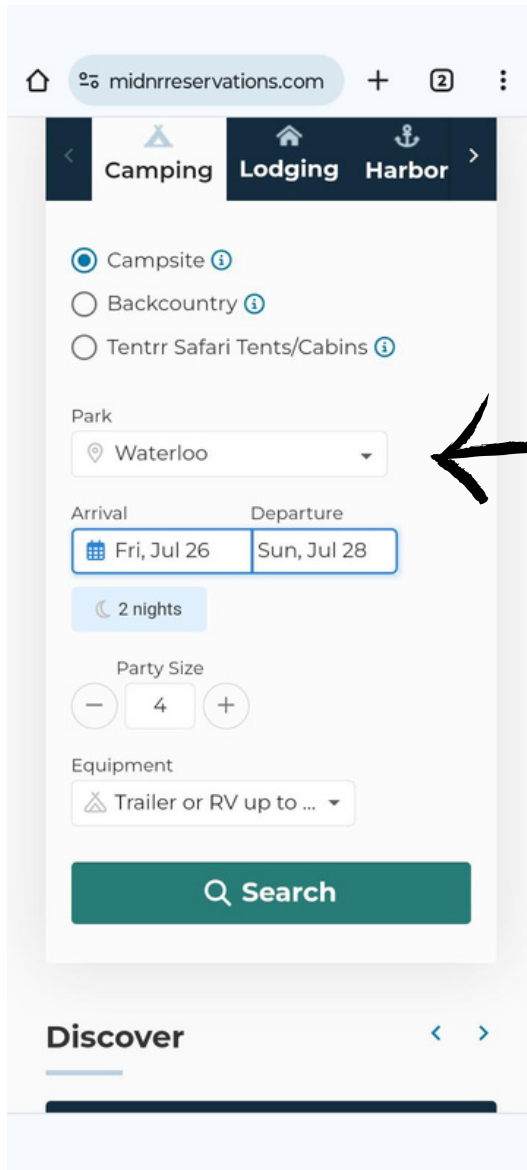 midnrreservations.com + 2
Camping Lodging Harbor
Campsite
Backcountry
Tentrr Safari Tents/Cabins
Park
Waterloo
Arrival Departure
Fri, Jul 26 Sun, Jul 28
2 nights
Party Size
− 4 +
Equipment
Trailer or RV up to ...
Search
Discover